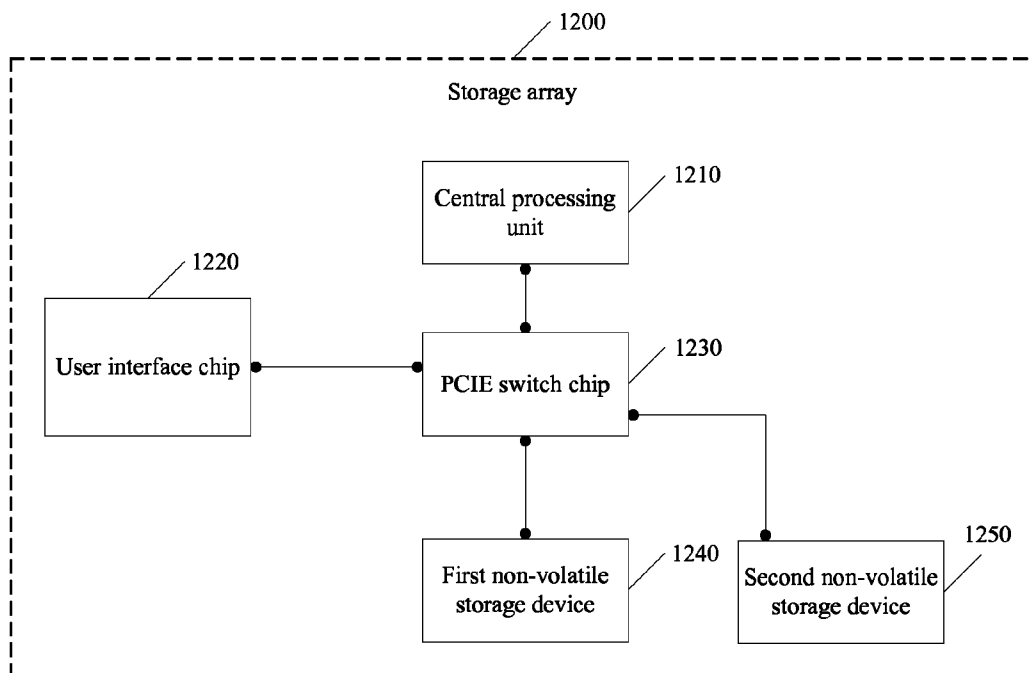 1200
Storage array
1210
Central processing
unit
1220
User interface chip
1230
PCIE switch chip
1240
First non-volatile
storage device
1250
Second non-volatile
storage device